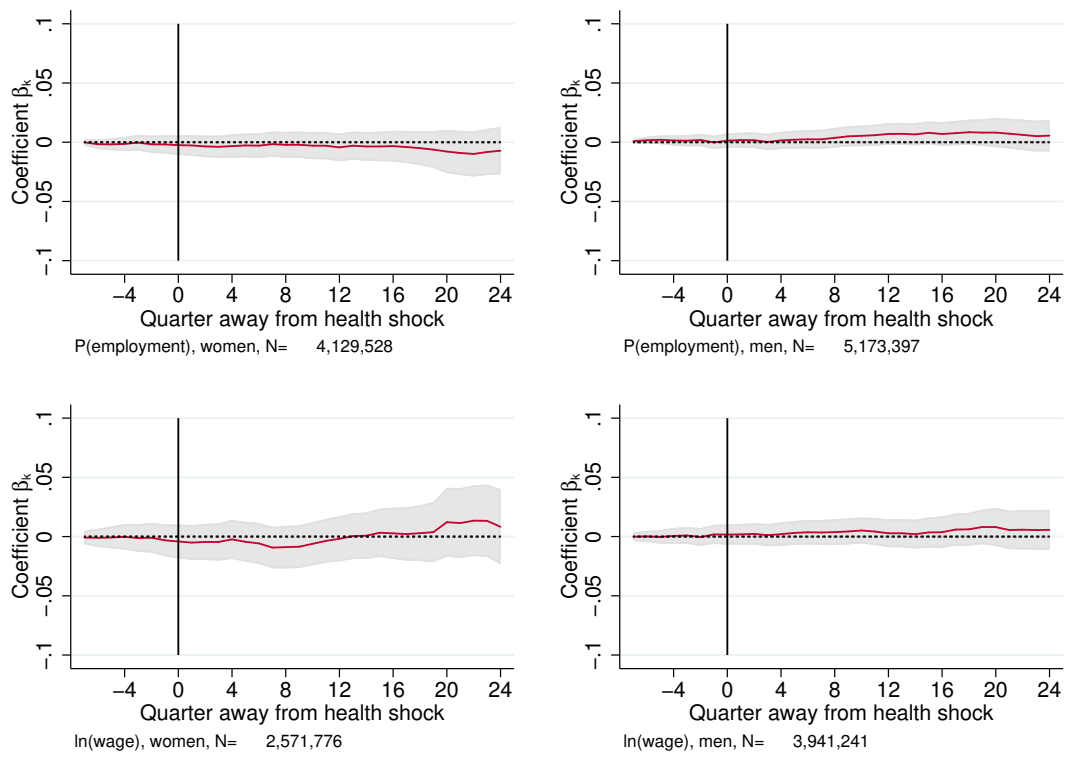 Coefficient βk
.1
.05
0
−.05
−.1
−4 0 4 8 12 16 20 24
Quarter away from health shock
P(employment), women, N= 4,129,528
Coefficient βk
.1
.05
0
−.05
−.1
−4 0 4 8 12 16 20 24
Quarter away from health shock
P(employment), men, N= 5,173,397
Coefficient βk
.1
.05
0
−.05
−.1
−4 0 4 8 12 16 20 24
Quarter away from health shock
ln(wage), women, N= 2,571,776
Coefficient βk
.1
.05
0
−.05
−.1
−4 0 4 8 12 16 20 24
Quarter away from health shock
ln(wage), men, N= 3,941,241